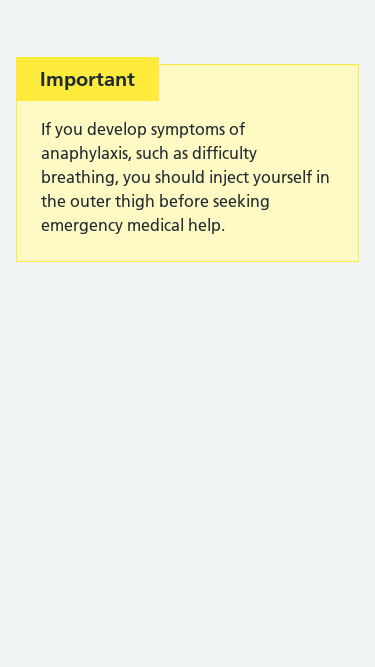 Important
If you develop symptoms of
anaphylaxis, such as difficulty
breathing, you should inject yourself in
the outer thigh before seeking
emergency medical help.